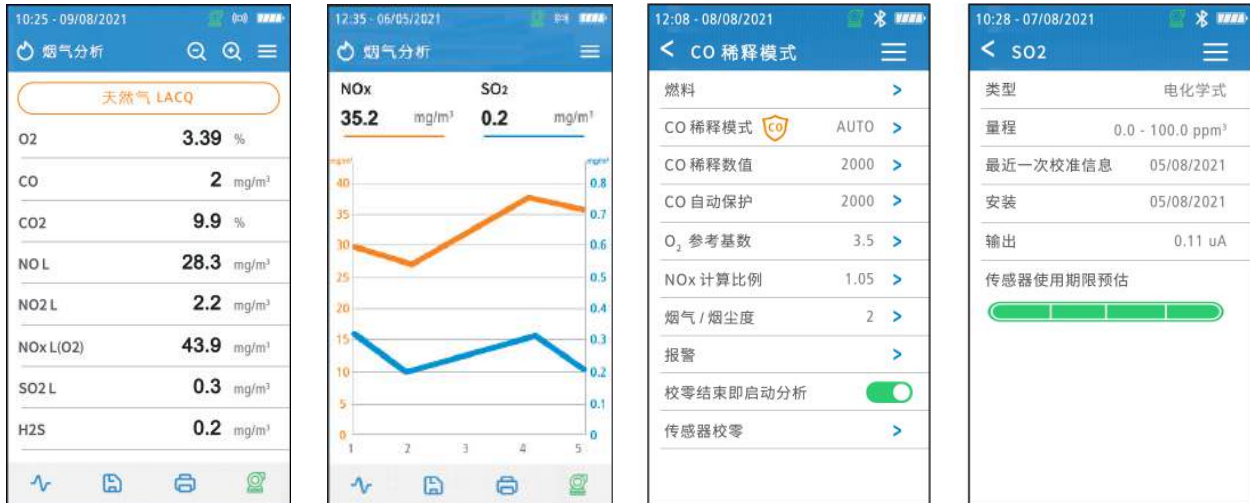 10:25 - 09/08/2021
烟气分析
天然气 LACQ
O2 3.39 %
CO 2 mg/m³
CO2 9.9 %
NO L 28.3 mg/m³
NO2 L 2.2 mg/m³
NOx L(O2) 43.9 mg/m³
SO2 L 0.3 mg/m³
H2S 0.2 mg/m³
12:35 - 06/05/2021
烟气分析
NOx SO2
35.2 mg/m³ 0.2 mg/m³
mg/m³ mg/m³
40 0.8
35 0.7
30 0.6
25 0.5
20 0.4
15 0.3
10 0.2
5 0.1
0 0
1 2 3 4 5
12:08 - 08/08/2021
< CO 稀释模式
燃料 >
CO 稀释模式 CO AUTO >
CO 稀释数值 2000 >
CO 自动保护 2000 >
O₂ 参考基数 3.5 >
NOx 计算比例 1.05 >
烟气 / 烟尘度 2 >
报警 >
校零结束即启动分析
传感器校零 >
10:28 - 07/08/2021
< SO2
类型 电化学式
量程 0.0 - 100.0 ppm³
最近一次校准信息 05/08/2021
安装 05/08/2021
输出 0.11 uA
传感器使用期限预估